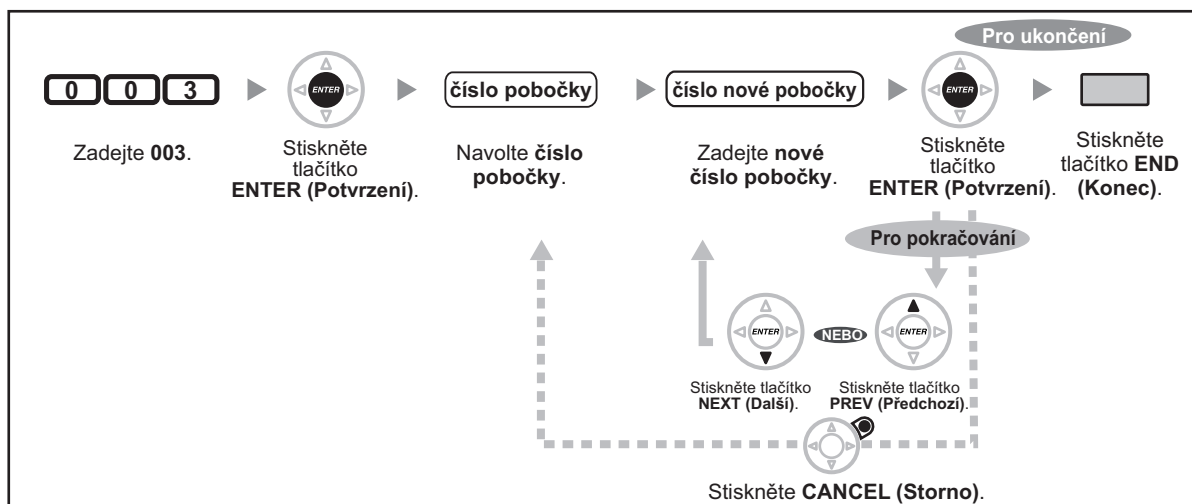 Pro ukončení
0 0 3
ENTER
číslo pobočky
číslo nové pobočky
ENTER
Zadejte 003.
Stiskněte
tlačítko
ENTER (Potvrzení).
Navolte číslo
pobočky.
Zadejte nové
číslo pobočky.
Stiskněte
tlačítko
ENTER (Potvrzení).
Stiskněte
tlačítko END
(Konec).
Pro pokračování
ENTER
NEBO
ENTER
Stiskněte tlačítko
NEXT (Další).
Stiskněte tlačítko
PREV (Předchozí).
Stiskněte CANCEL (Storno).